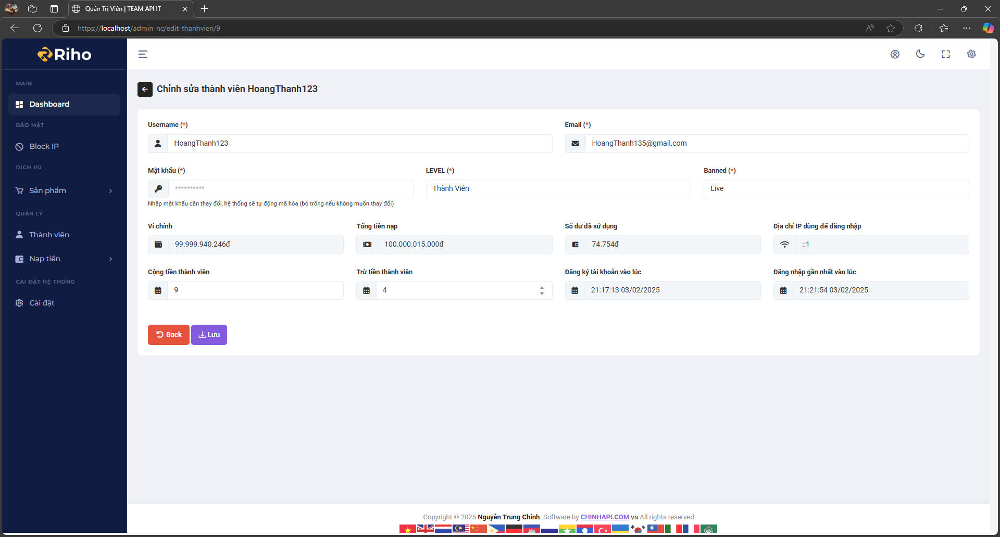 Quản Trị Viên | TEAM API IT
https://localhost/admin-nc/edit-thanhvien/9
Riho
MAIN
Dashboard
BẢO MẬT
Block IP
DỊCH VỤ
Sản phẩm
QUẢN LÝ
Thành viên
Nạp tiền
CÀI ĐẶT HỆ THỐNG
Cài đặt
Chỉnh sửa thành viên HoangThanh123
Username (*)
Email (*)
HoangThanh123
HoangThanh135@gmail.com
Mật khẩu (*)
LEVEL (*)
Banned (*)
**********
Thành Viên
Live
Nhập mật khẩu cần thay đổi, hệ thống sẽ tự động mã hóa (bỏ trống nếu không muốn thay đổi)
Ví chính
Tổng tiền nạp
Số dư đã sử dụng
Địa chỉ IP dùng để đăng nhập
99.999.940.246đ
100.000.015.000đ
74.754đ
::1
Cộng tiền thành viên
Trừ tiền thành viên
Đăng ký tài khoản vào lúc
Đăng nhập gần nhất vào lúc
9
4
21:17:13 03/02/2025
21:21:54 03/02/2025
Back
Lưu
Copyright © 2025 Nguyễn Trung Chính. Software by CHINHAPI.COM VN All rights reserved